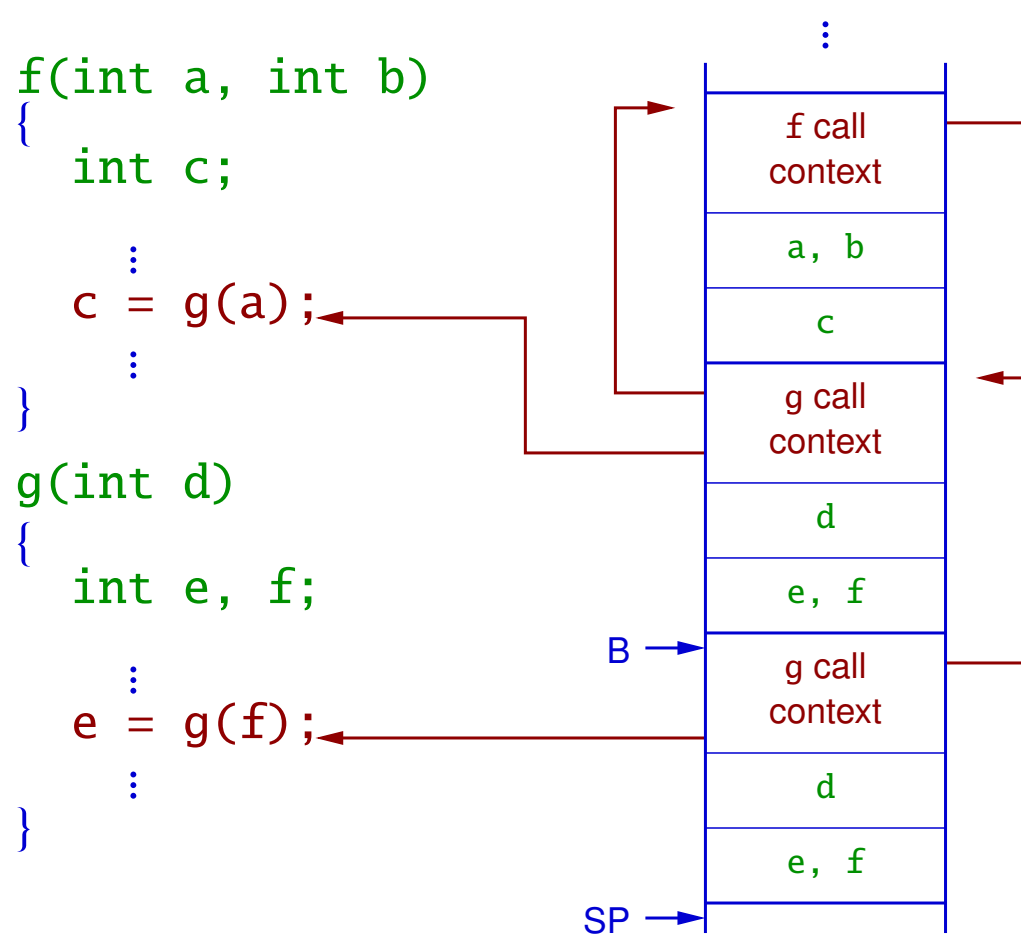 f(int a, int b)
{
int c;
⋮
c = g(a);
⋮
}
g(int d)
{
int e, f;
⋮
e = g(f);
⋮
}
⋮
f call
context
a, b
c
g call
context
d
e, f
B
g call
context
d
e, f
SP